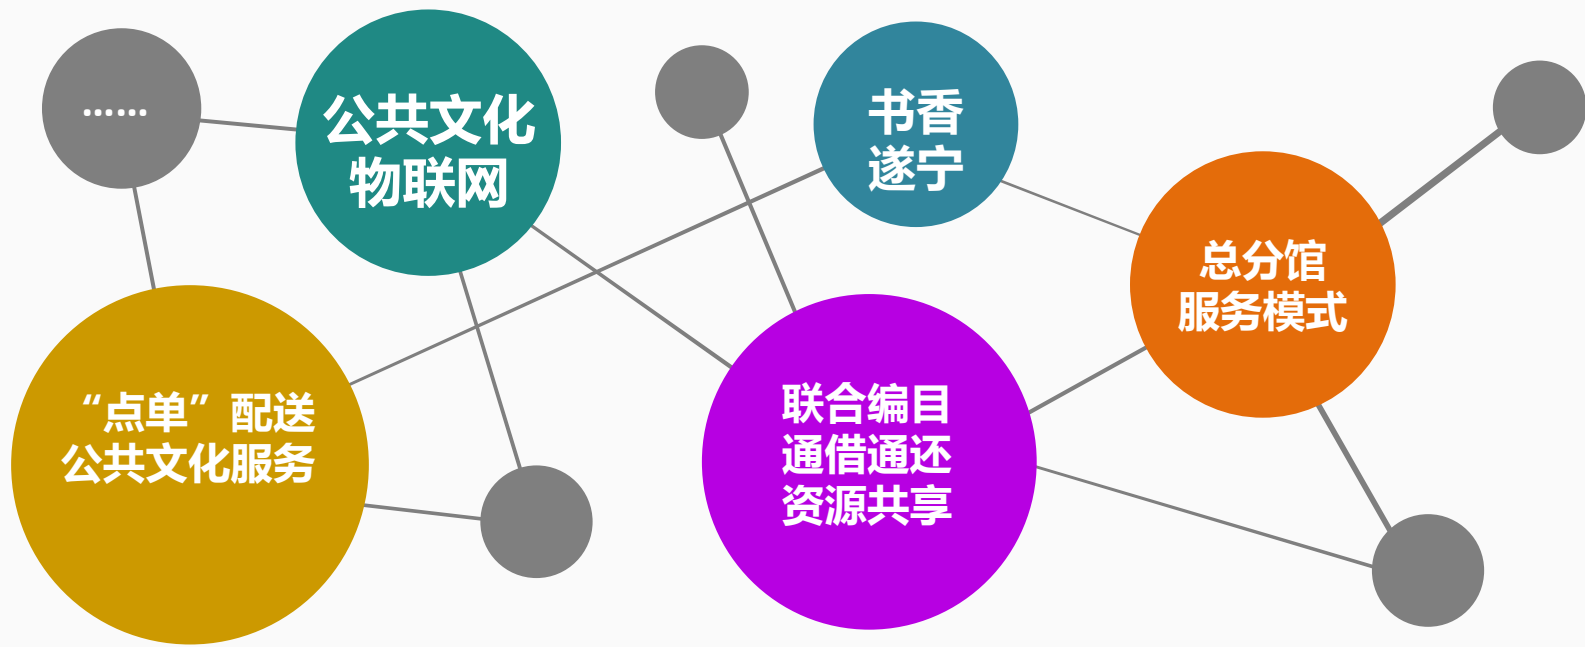 ……
公共文化
物联网
书香
遂宁
总分馆
服务模式
“点单”配送
公共文化服务
联合编目
通借通还
资源共享